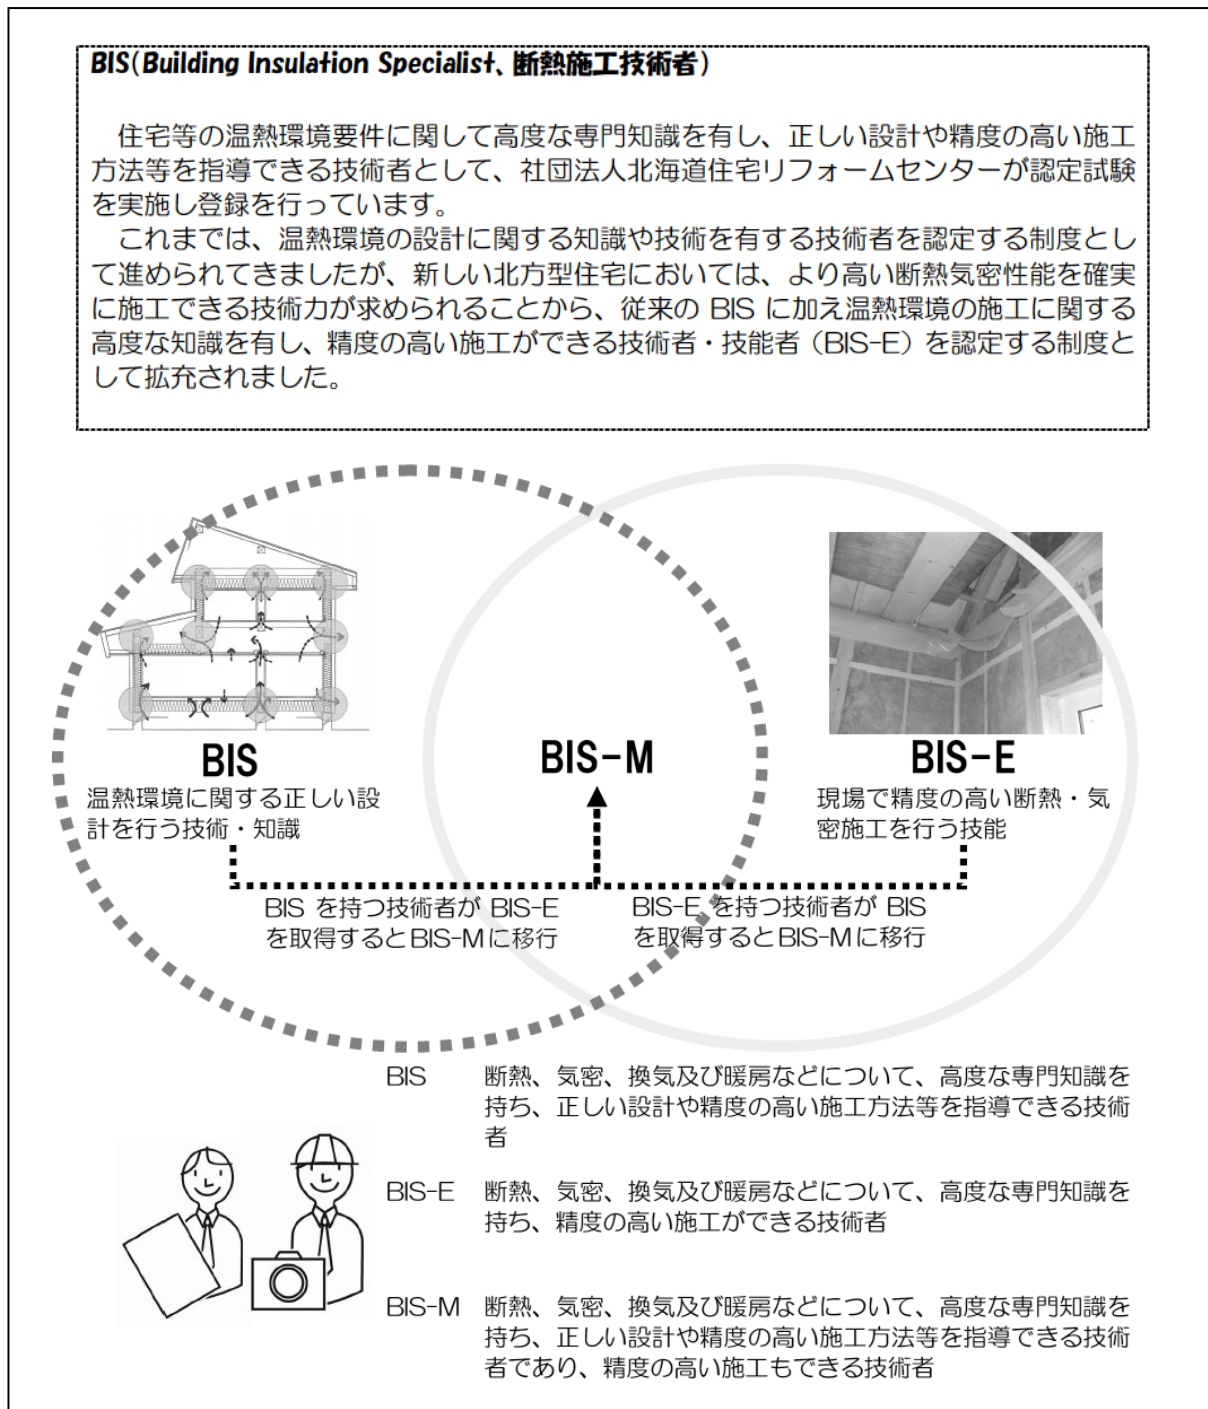 BIS(Building Insulation Specialist、断熱施工技術者)
住宅等の温熱環境要件に関して高度な専門知識を有し、正しい設計や精度の高い施工
方法等を指導できる技術者として、社団法人北海道住宅リフォームセンターが認定試験
を実施し登録を行っています。
これまでは、温熱環境の設計に関する知識や技術を有する技術者を認定する制度とし
て進められてきましたが、新しい北方型住宅においては、より高い断熱気密性能を確実
に施工できる技術力が求められることから、従来の BIS に加え温熱環境の施工に関する
高度な知識を有し、精度の高い施工ができる技術者・技能者（BIS-E）を認定する制度と
して拡充されました。
BIS
温熱環境に関する正しい設
計を行う技術・知識
BIS-M
BIS-E
現場で精度の高い断熱・気
密施工を行う技能
BIS を持つ技術者が BIS-E
を取得するとBIS-Mに移行
BIS-E を持つ技術者が BIS
を取得するとBIS-Mに移行
BIS 断熱、気密、換気及び暖房などについて、高度な専門知識を
持ち、正しい設計や精度の高い施工方法等を指導できる技術
者
BIS-E 断熱、気密、換気及び暖房などについて、高度な専門知識を
持ち、精度の高い施工ができる技術者
BIS-M 断熱、気密、換気及び暖房などについて、高度な専門知識を
持ち、正しい設計や精度の高い施工方法等を指導できる技術
者であり、精度の高い施工もできる技術者